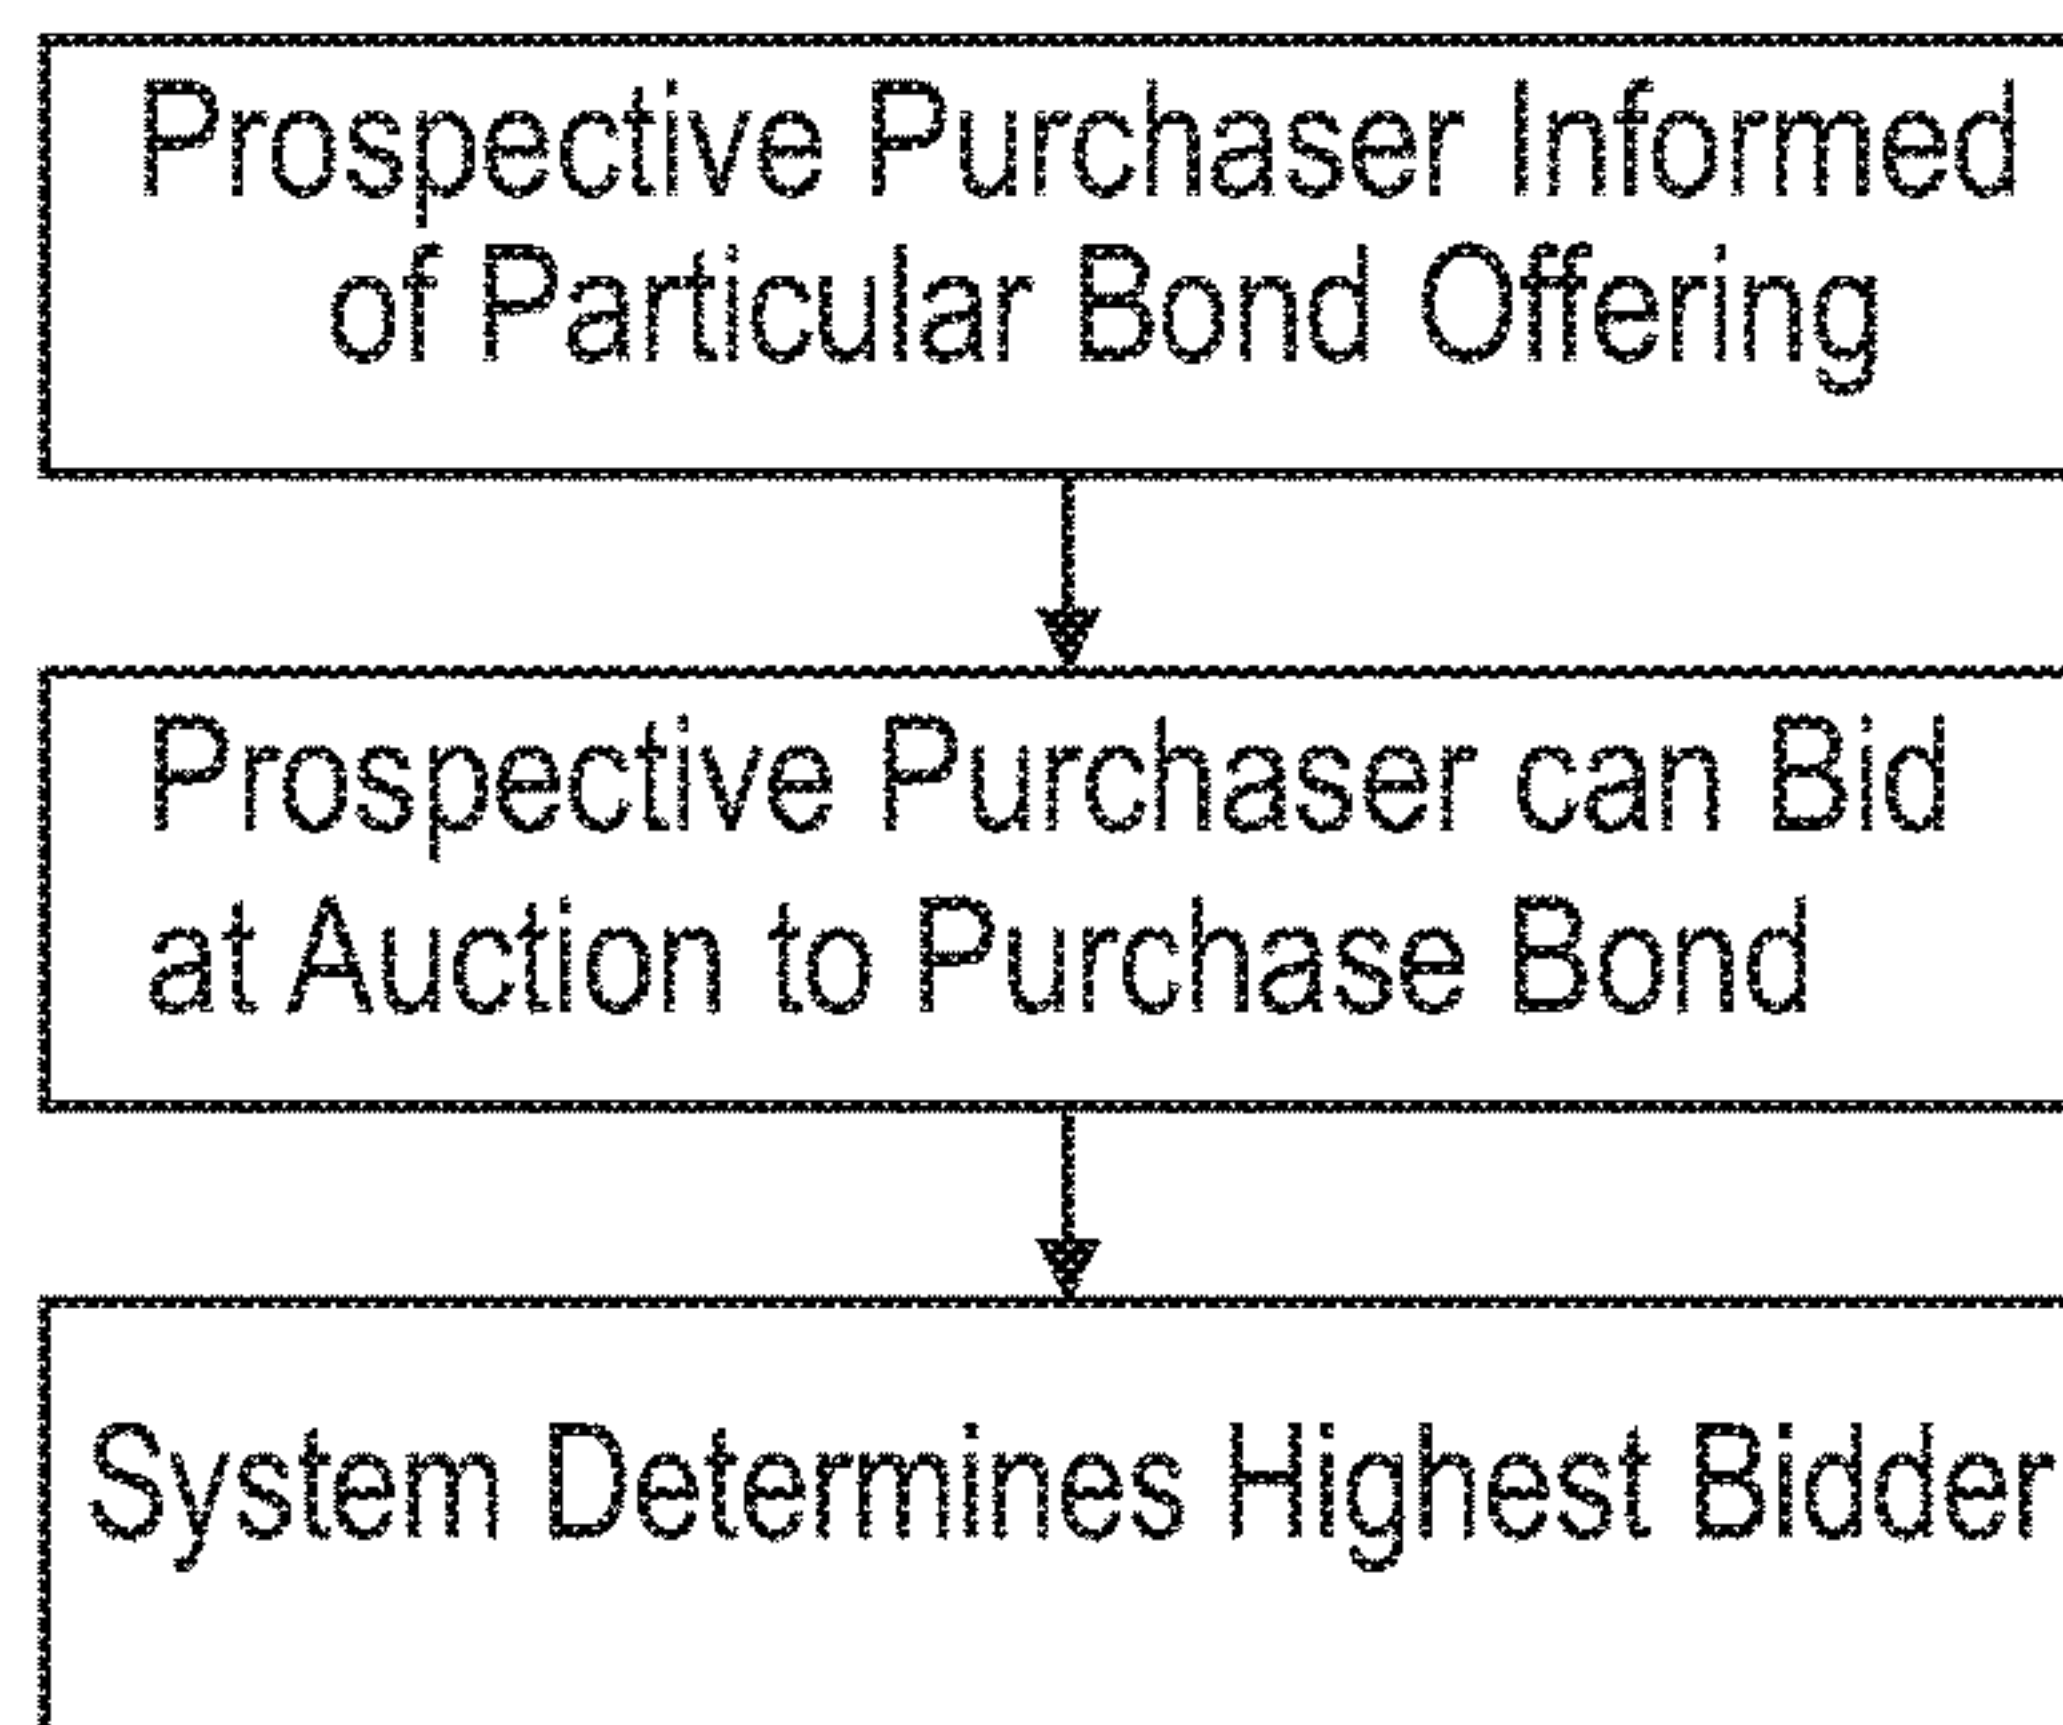 Prospective Purchaser Informed
of Particular Bond Offering
Prospective Purchaser can Bid
at Auction to Purchase Bond
System Determines Highest Bidder